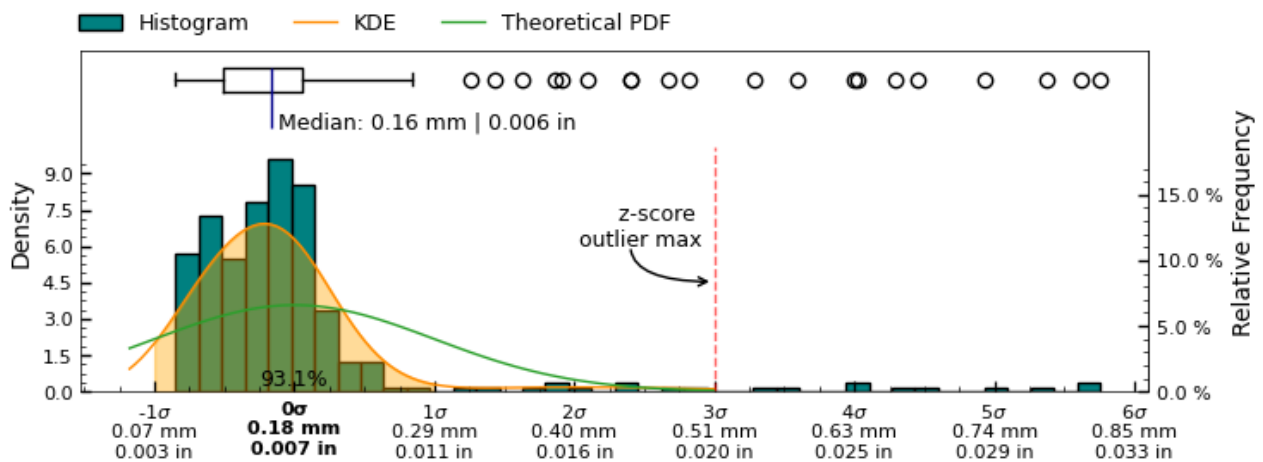 Histogram KDE Theoretical PDF
Median: 0.16 mm | 0.006 in
Density
9.0
7.5
6.0
4.5
3.0
1.5
0.0
z-score
outlier max
93.1%
15.0 %
10.0 %
5.0 %
0.0 %
Relative Frequency
-1σ 0σ 1σ 2σ 3σ 4σ 5σ 6σ
0.07 mm 0.18 mm 0.29 mm 0.40 mm 0.51 mm 0.63 mm 0.74 mm 0.85 mm
0.003 in 0.007 in 0.011 in 0.016 in 0.020 in 0.025 in 0.029 in 0.033 in